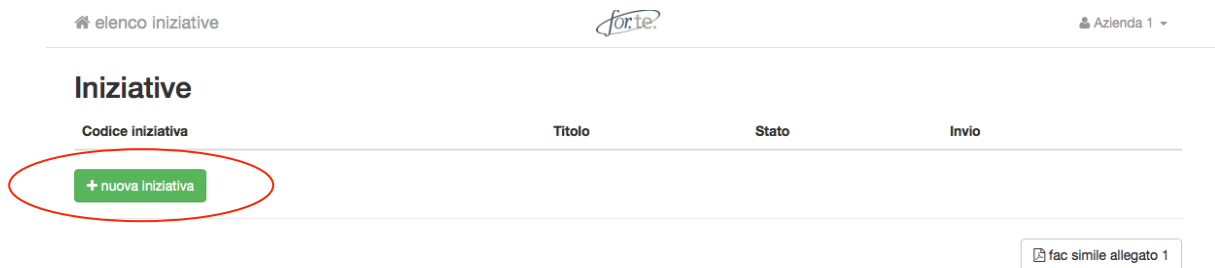 elenco iniziative for.te. Azienda 1
Iniziative
Codice iniziativa Titolo Stato Invio
+ nuova iniziativa
fac simile allegato 1